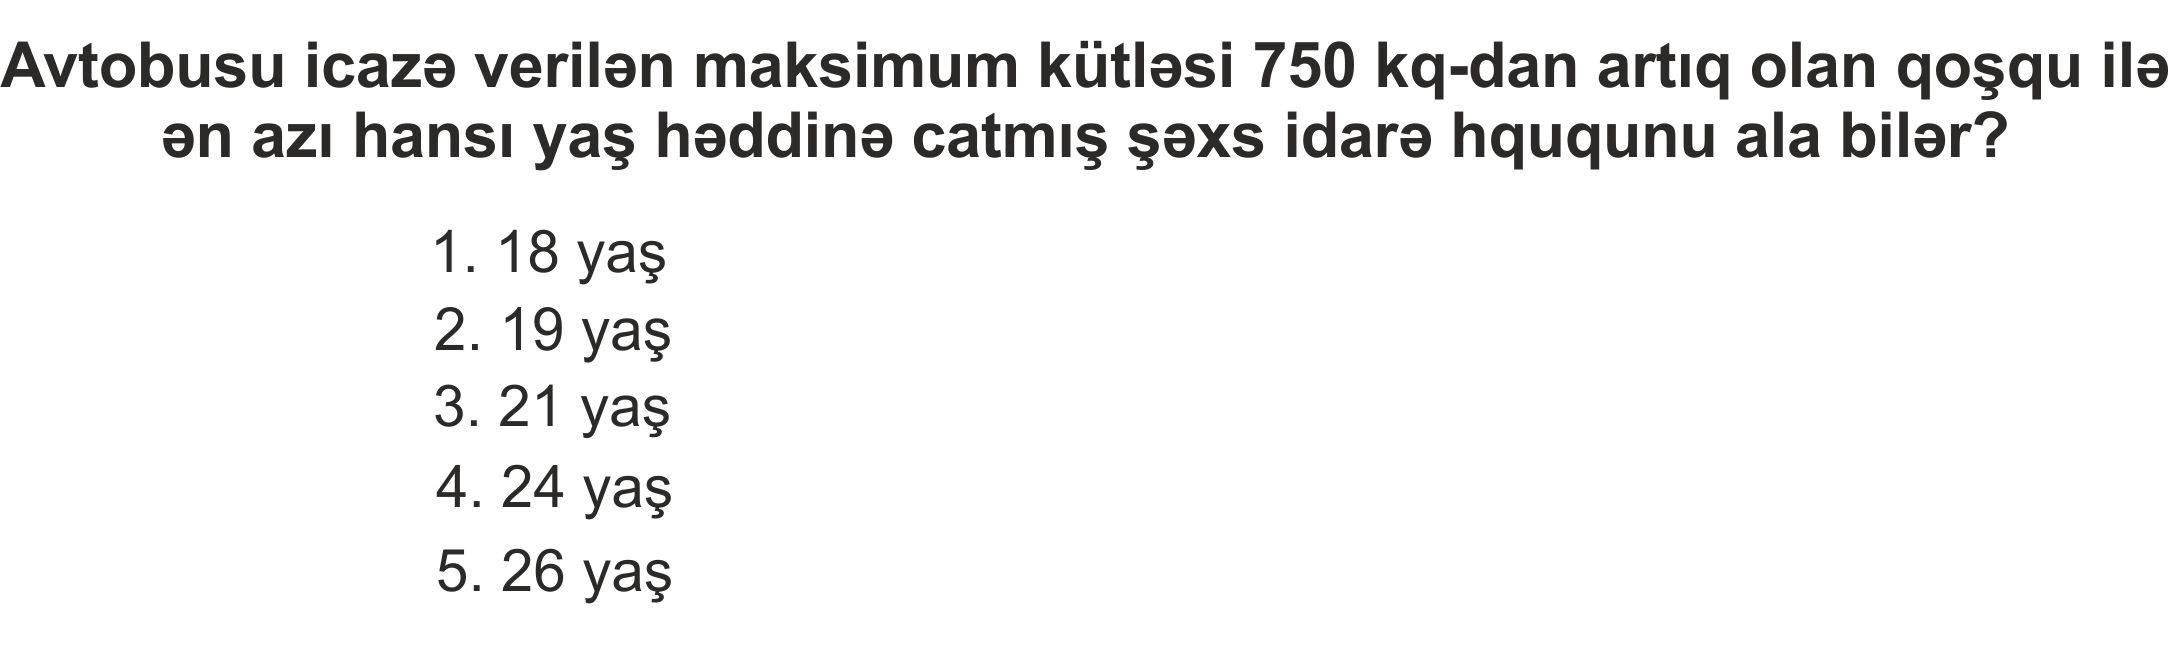 Avtobusu icazə verilən maksimum kütləsi 750 kq-dan artıq olan qoşqu ilə
ən azı hansı yaş həddinə catmış şəxs idarə hququnu ala bilər?
1. 18 yaş
2. 19 yaş
3. 21 yaş
4. 24 yaş
5. 26 yaş